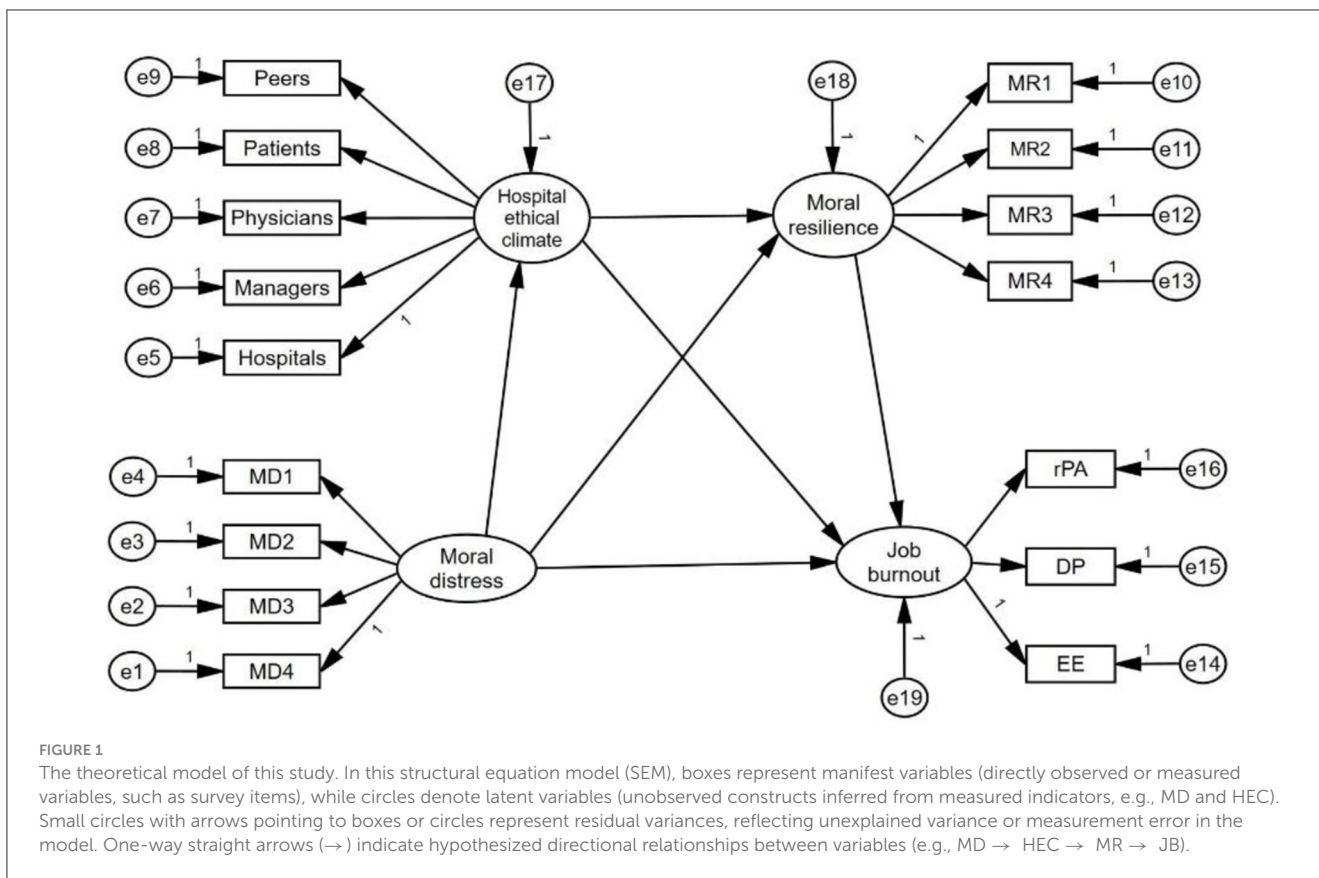 e9
1
Peers
e8
1
Patients
e7
1
Physicians
e6
1
Managers
e5
1
Hospitals
1
e17
1
Hospital
ethical
climate
e18
1
Moral
resilience
1
MR1
1
e10
MR2
1
e11
MR3
1
e12
MR4
1
e13
e4
1
MD1
e3
1
MD2
e2
1
MD3
e1
1
MD4
1
Moral
distress
Job
burnout
1
e19
rPA
1
e16
DP
1
e15
1
EE
1
e14
FIGURE 1
The theoretical model of this study. In this structural equation model (SEM), boxes represent manifest variables (directly observed or measured
variables, such as survey items), while circles denote latent variables (unobserved constructs inferred from measured indicators, e.g., MD and HEC).
Small circles with arrows pointing to boxes or circles represent residual variances, reflecting unexplained variance or measurement error in the
model. One-way straight arrows (→) indicate hypothesized directional relationships between variables (e.g., MD → HEC → MR → JB).